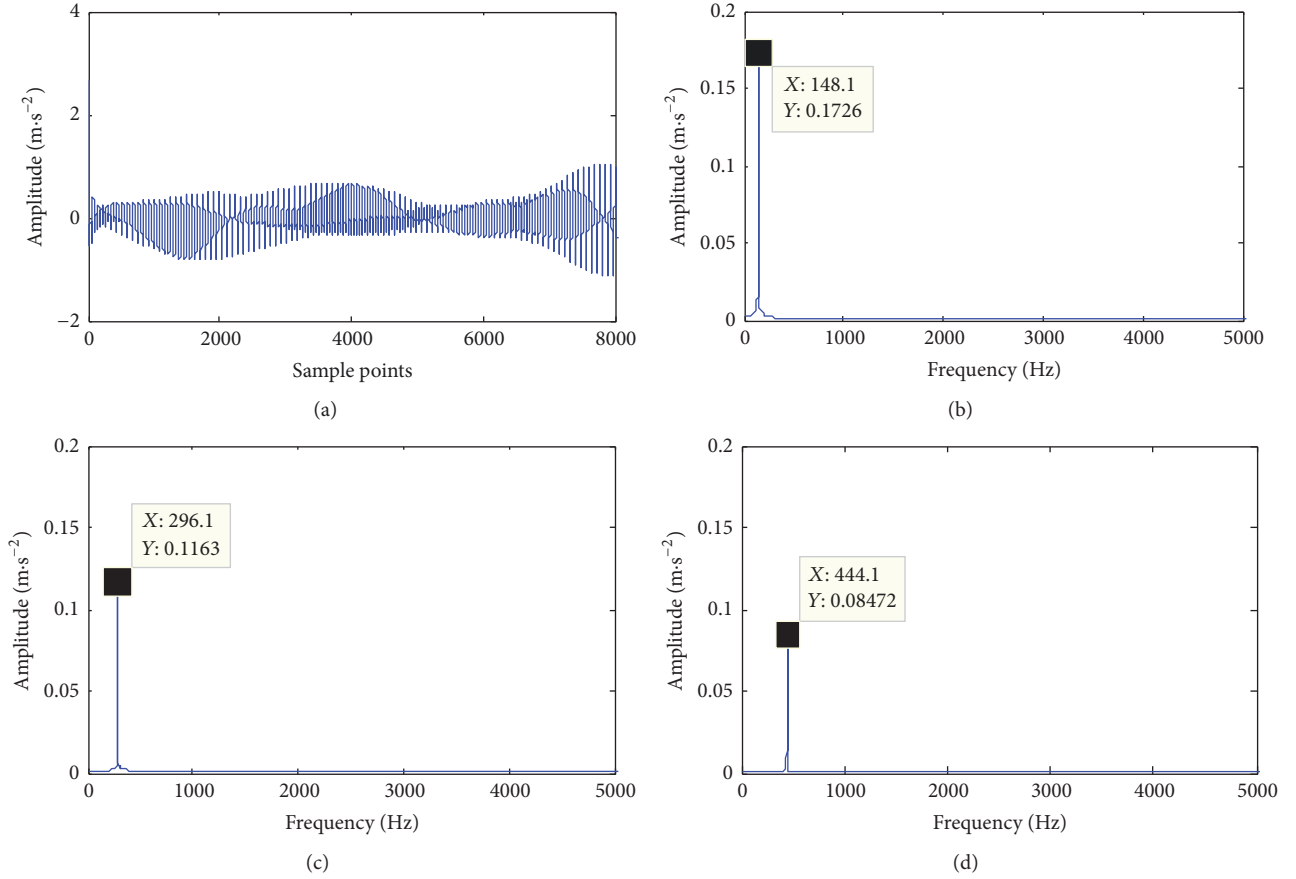 4
2
0
−2
Amplitude (m·s⁻²)
0
2000
4000
6000
8000
Sample points
(a)
0.2
0.15
0.1
0.05
0
Amplitude (m·s⁻²)
X: 148.1
Y: 0.1726
0
1000
2000
3000
4000
5000
Frequency (Hz)
(b)
0.2
0.15
0.1
0.05
0
Amplitude (m·s⁻²)
X: 296.1
Y: 0.1163
0
1000
2000
3000
4000
5000
Frequency (Hz)
(c)
0.2
0.15
0.1
0.05
0
Amplitude (m·s⁻²)
X: 444.1
Y: 0.08472
0
1000
2000
3000
4000
5000
Frequency (Hz)
(d)